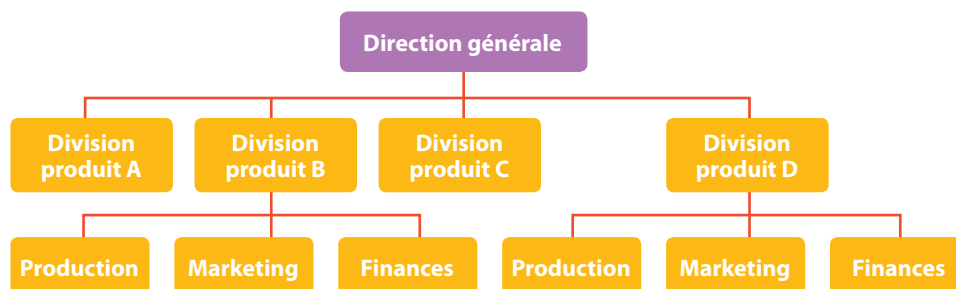 Direction générale
Division
produit A
Division
produit B
Division
produit C
Division
produit D
Production
Marketing
Finances
Production
Marketing
Finances